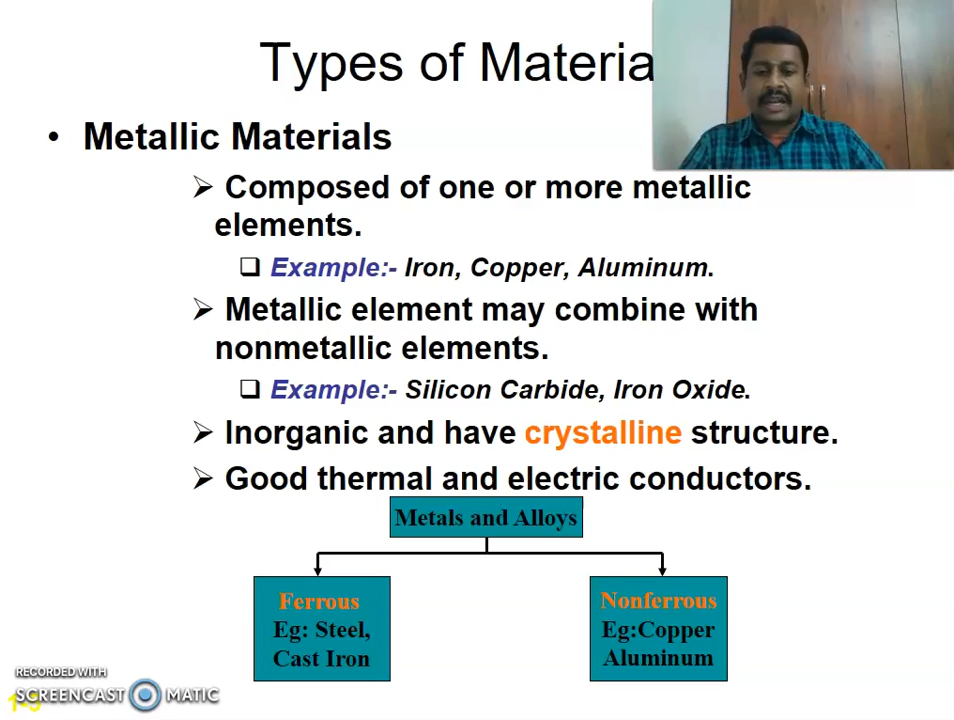 Types of Materia
• Metallic Materials
➢ Composed of one or more metallic
elements.
❑ Example:- Iron, Copper, Aluminum.
➢ Metallic element may combine with
nonmetallic elements.
❑ Example:- Silicon Carbide, Iron Oxide.
➢ Inorganic and have crystalline structure.
➢ Good thermal and electric conductors.
Metals and Alloys
Ferrous
Eg: Steel,
Cast Iron
Nonferrous
Eg:Copper
Aluminum
RECORDED WITH
SCREENCAST MATIC